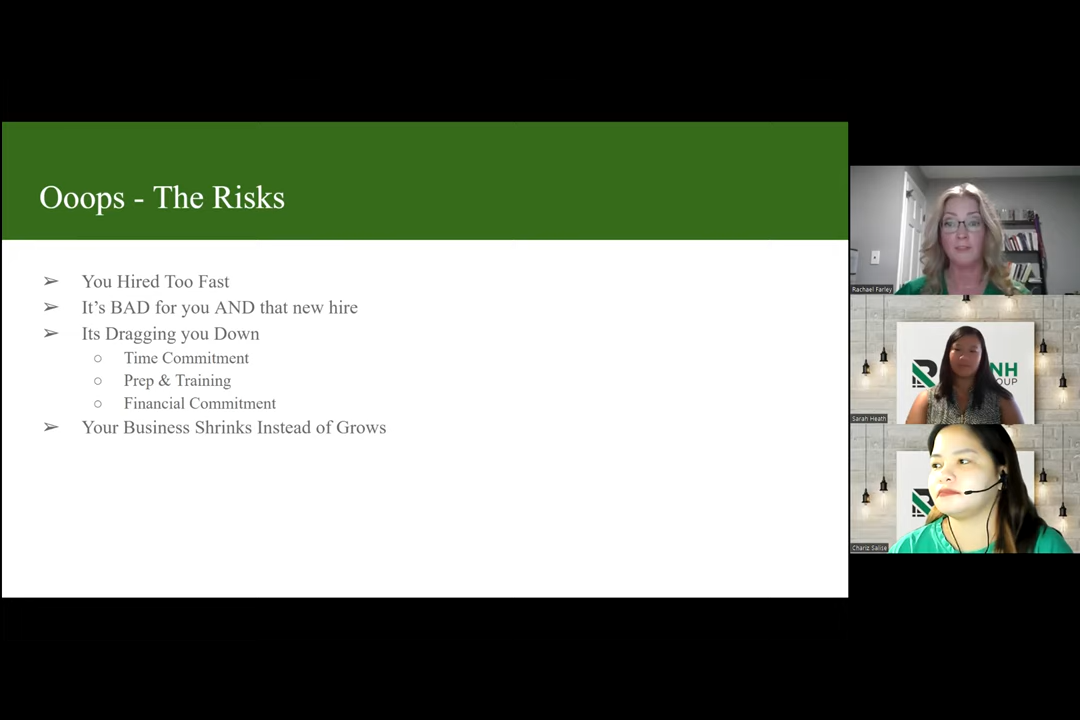 Ooops - The Risks
➢ You Hired Too Fast
➢ It’s BAD for you AND that new hire
➢ Its Dragging you Down
○ Time Commitment
○ Prep & Training
○ Financial Commitment
➢ Your Business Shrinks Instead of Grows
Rachael Farley
NH
OUP
Sarah Heath
Chariz Salise